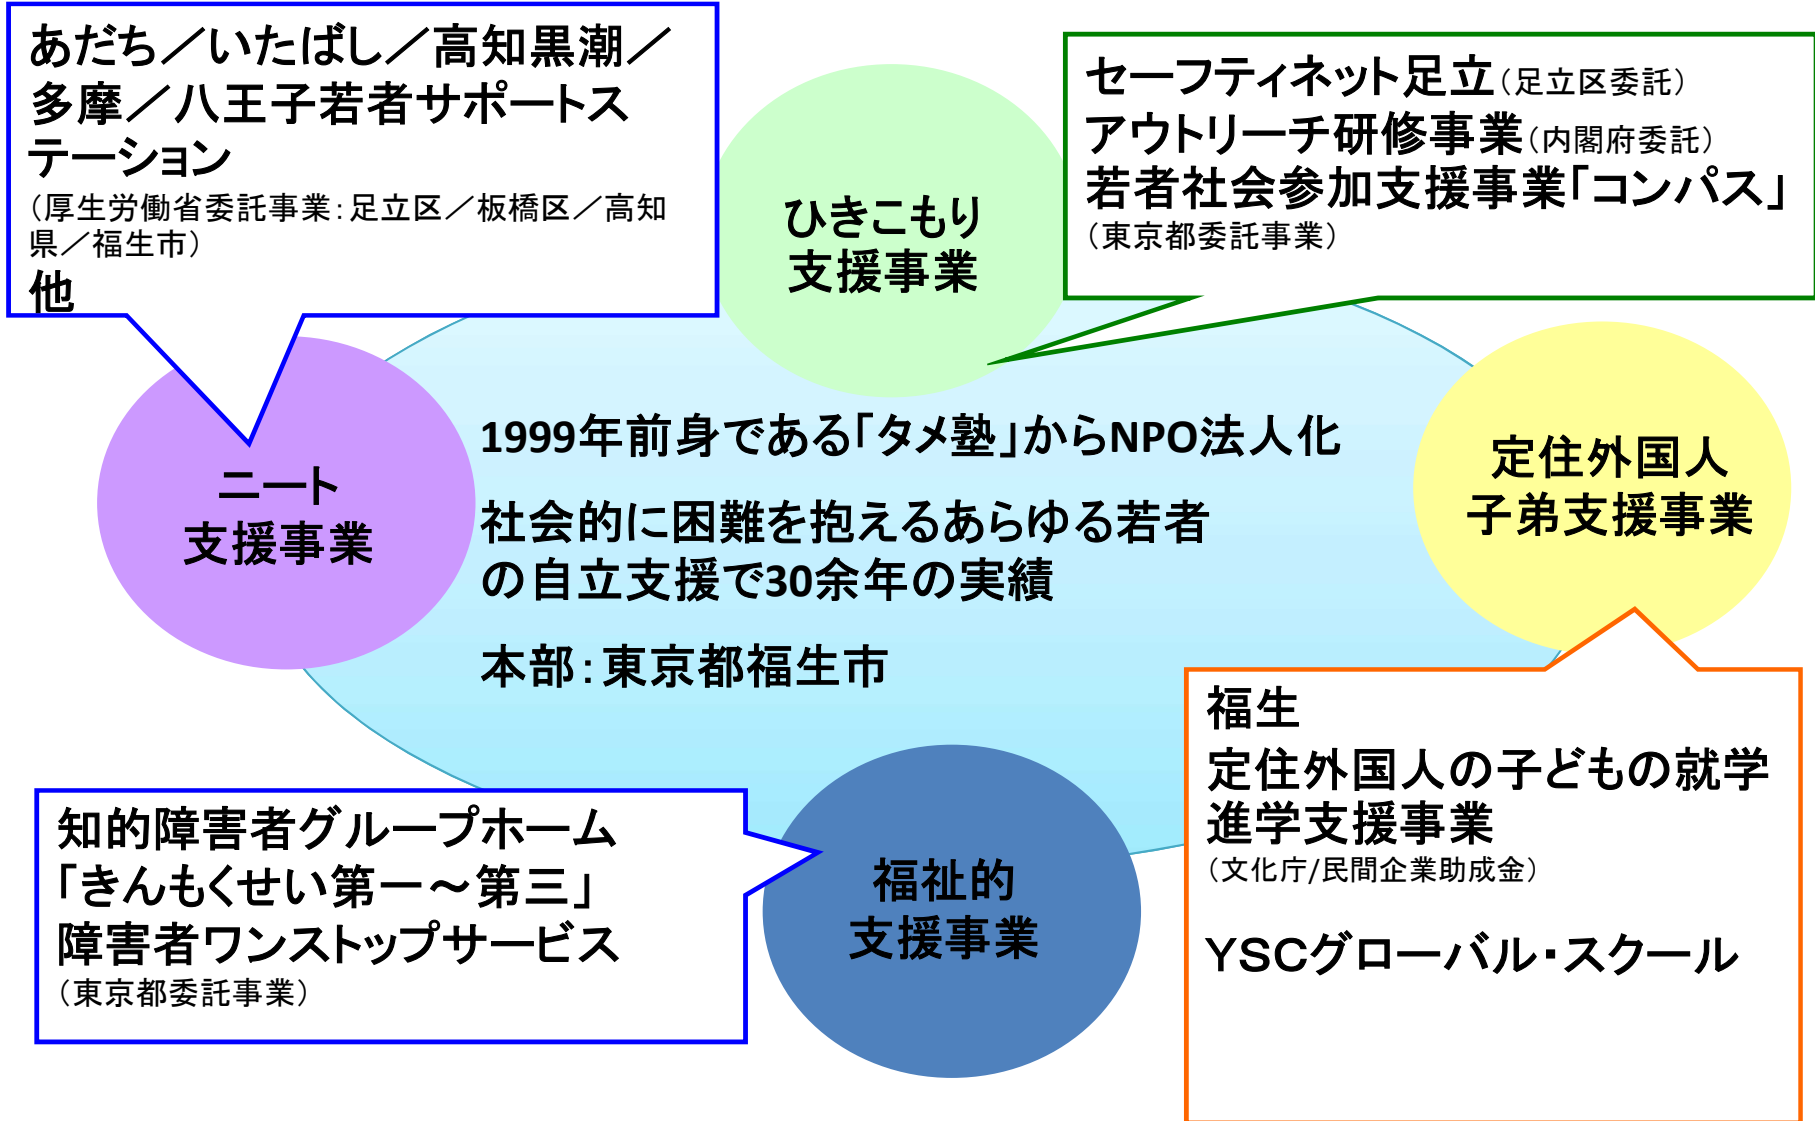 あだち／いたばし／高知黒潮／
多摩／八王子若者サポートス
テーション
（厚生労働省委託事業：足立区／板橋区／高知
県／福生市）
他
ひきこもり
支援事業
セーフティネット足立（足立区委託）
アウトリーチ研修事業（内閣府委託）
若者社会参加支援事業「コンパス」
（東京都委託事業）
ニート
支援事業
1999年前身である「タメ塾」からNPO法人化
社会的に困難を抱えるあらゆる若者
の自立支援で30余年の実績
本部：東京都福生市
定住外国人
子弟支援事業
知的障害者グループホーム
「きんもくせい第一～第三」
障害者ワンストップサービス
（東京都委託事業）
福祉的
支援事業
福生
定住外国人の子どもの就学
進学支援事業
（文化庁/民間企業助成金）
ＹＳＣグローバル・スクール